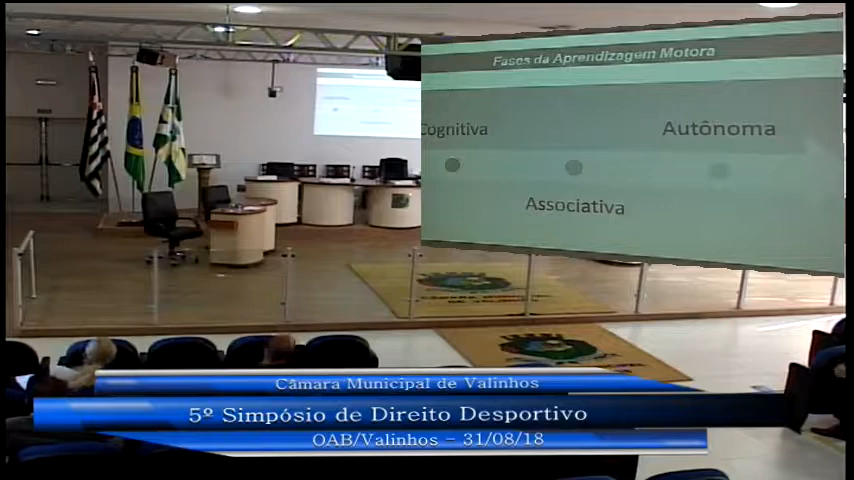 Fases da Aprendizagem Motora
Cognitiva
Autônoma
Associativa
Câmara Municipal de Valinhos
5º Simpósio de Direito Desportivo
OAB/Valinhos – 31/08/18